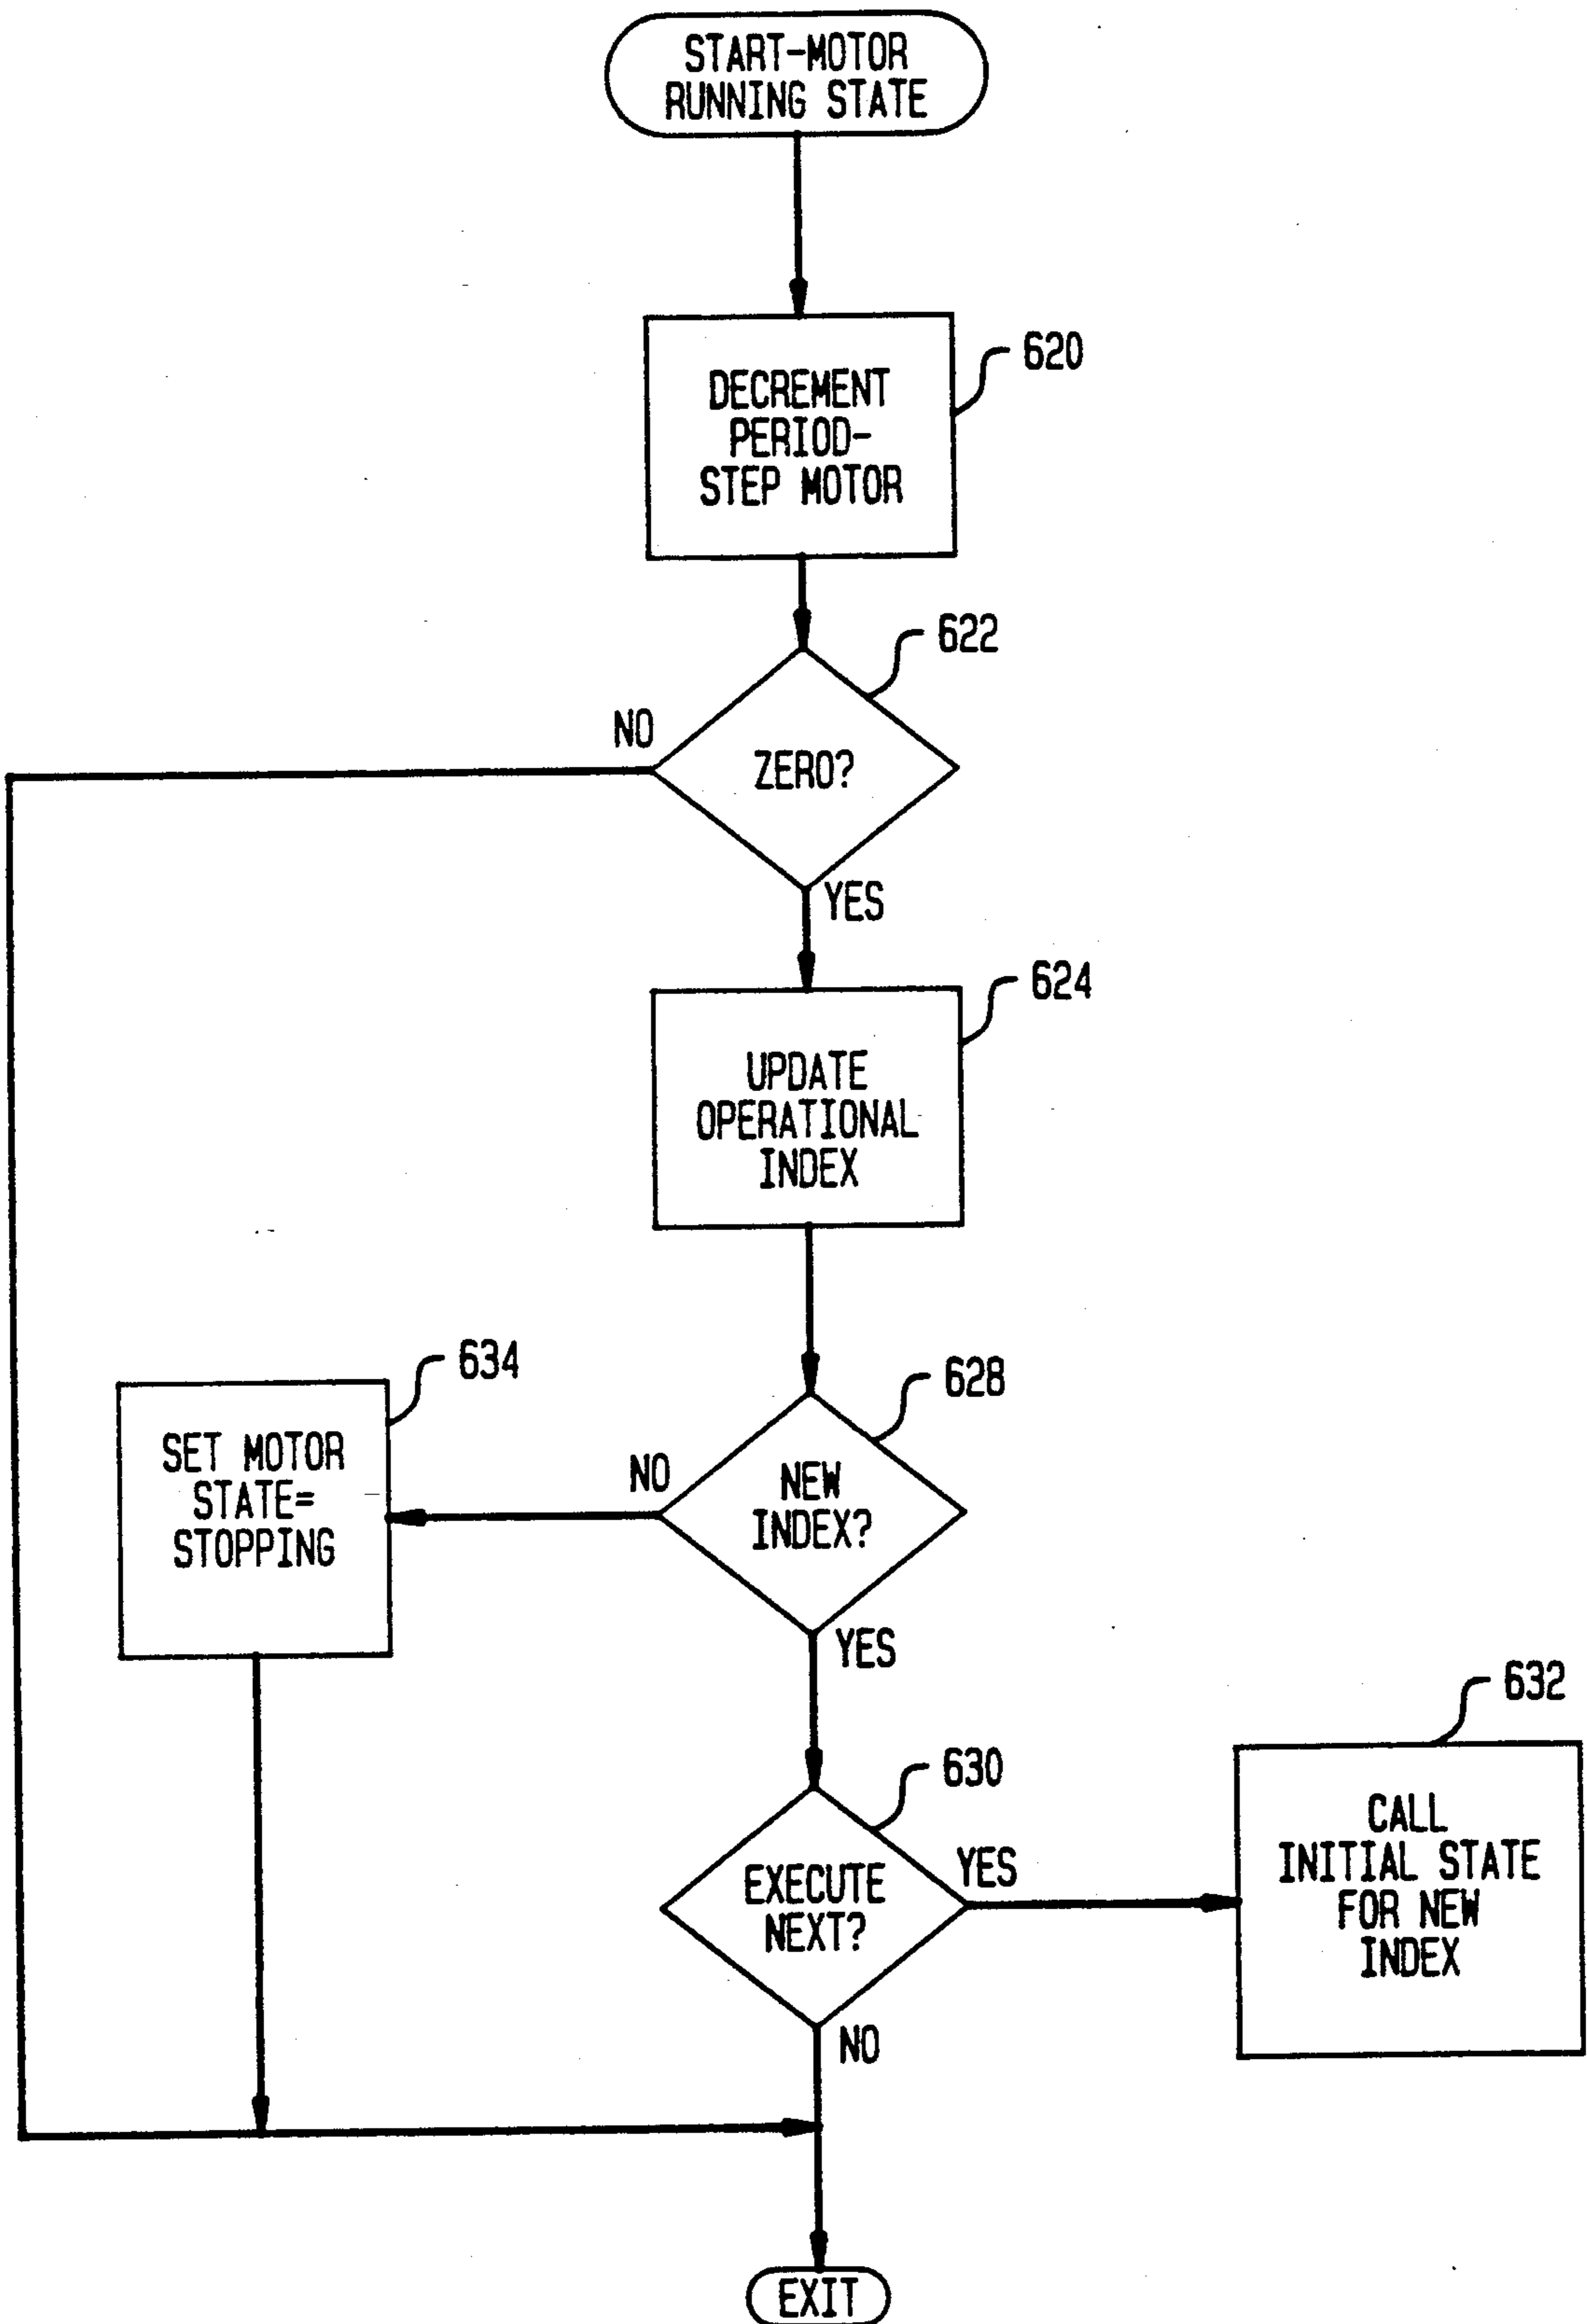 START-MOTOR
RUNNING STATE
620
DECREMENT
PERIOD-
STEP MOTOR
622
NO
ZERO?
YES
624
UPDATE
OPERATIONAL
INDEX
634
SET MOTOR
STATE=
STOPPING
628
NO
NEW
INDEX?
YES
630
EXECUTE
NEXT?
YES
632
CALL
INITIAL STATE
FOR NEW
INDEX
NO
EXIT